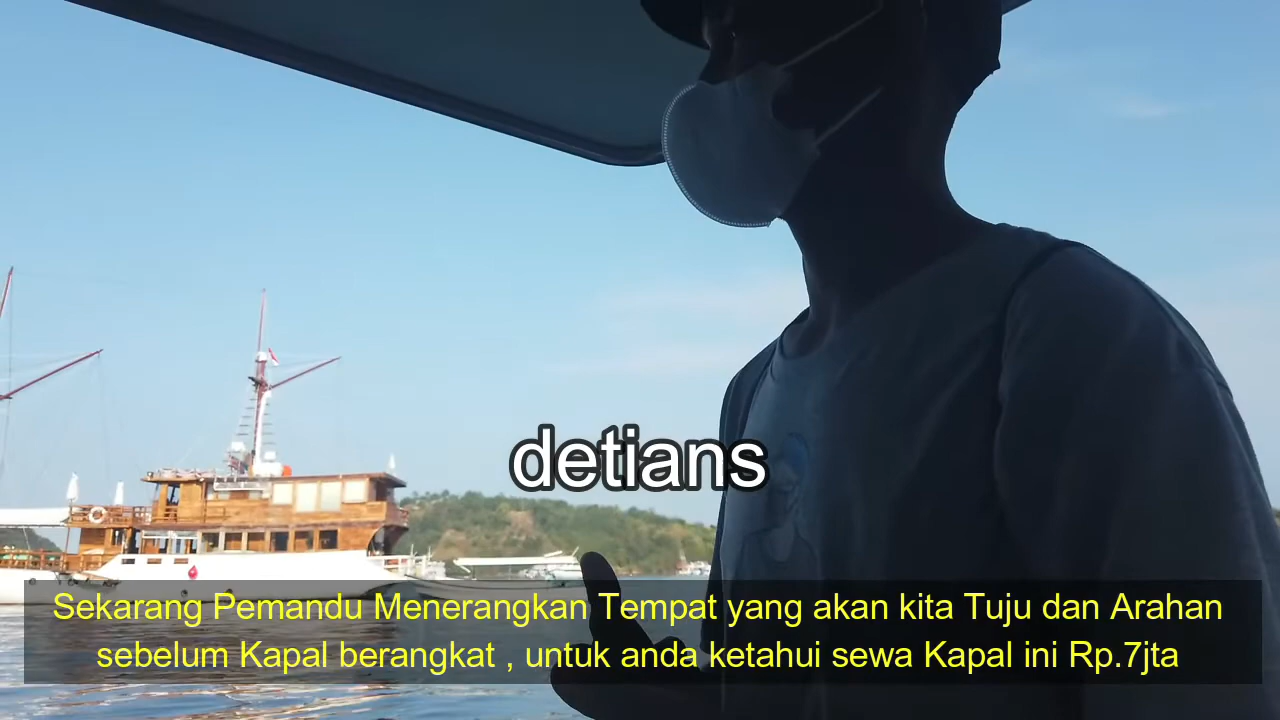 detians
Sekarang Pemandu Menerangkan Tempat yang akan kita Tuju dan Arahan
sebelum Kapal berangkat , untuk anda ketahui sewa Kapal ini Rp.7jta